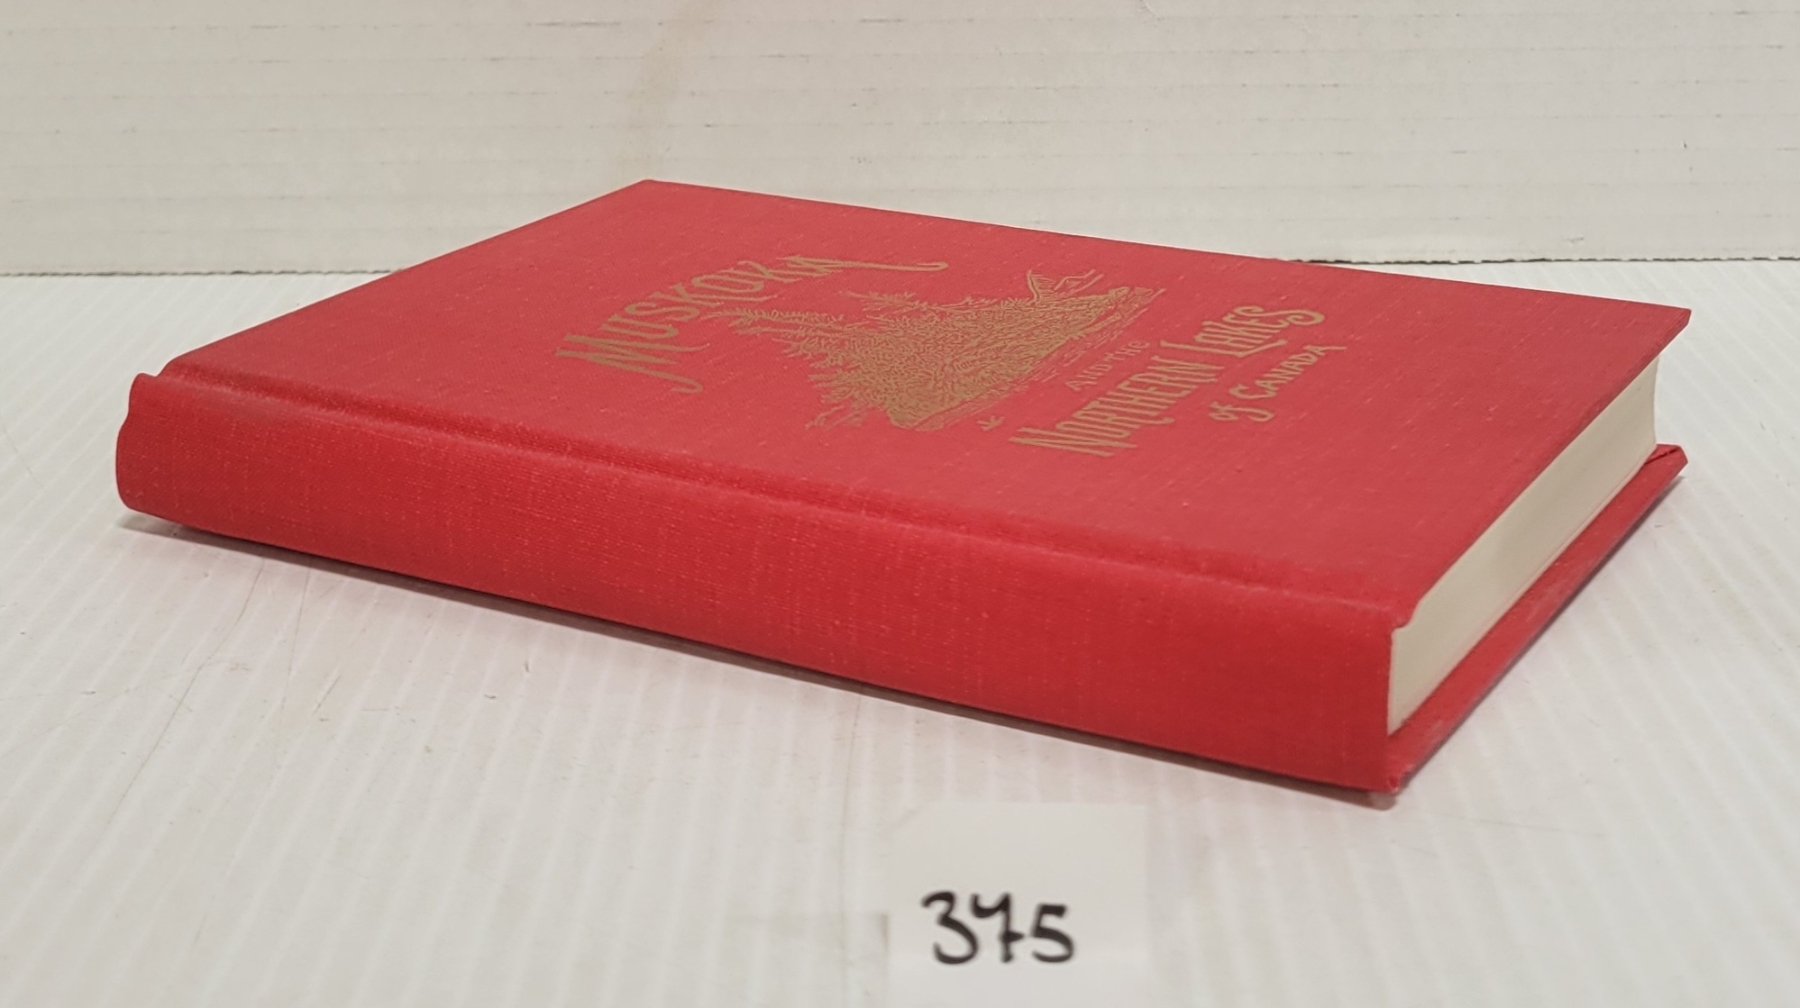 MUSKOKA
AND the
NORTHERN LAKES
of CANADA
375